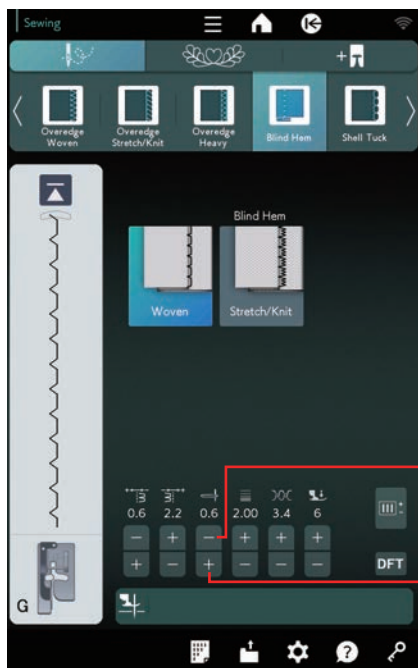 Sewing
Overedge Woven
Overedge Stretch/Knit
Overedge Heavy
Blind Hem
Shell Tuck
Blind Hem
Woven
Stretch/Knit
0.6 2.2 0.6 2.00 3.4 6
− + − − + +
+ − + + − −
DFT
G